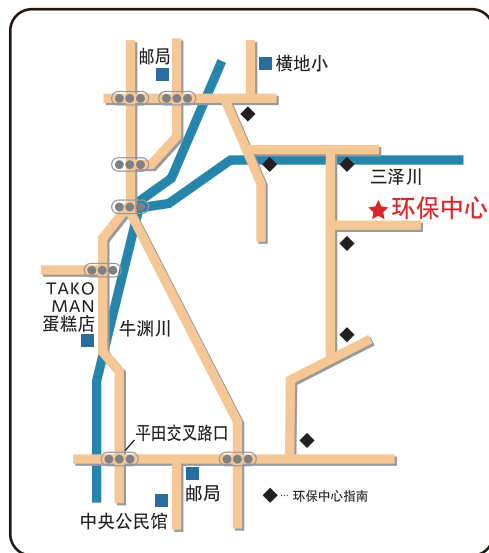 邮局
横地小
三泽川
环保中心
TAKO
MAN
蛋糕店
牛渊川
平田交叉路口
邮局
中央公民馆
环保中心指南